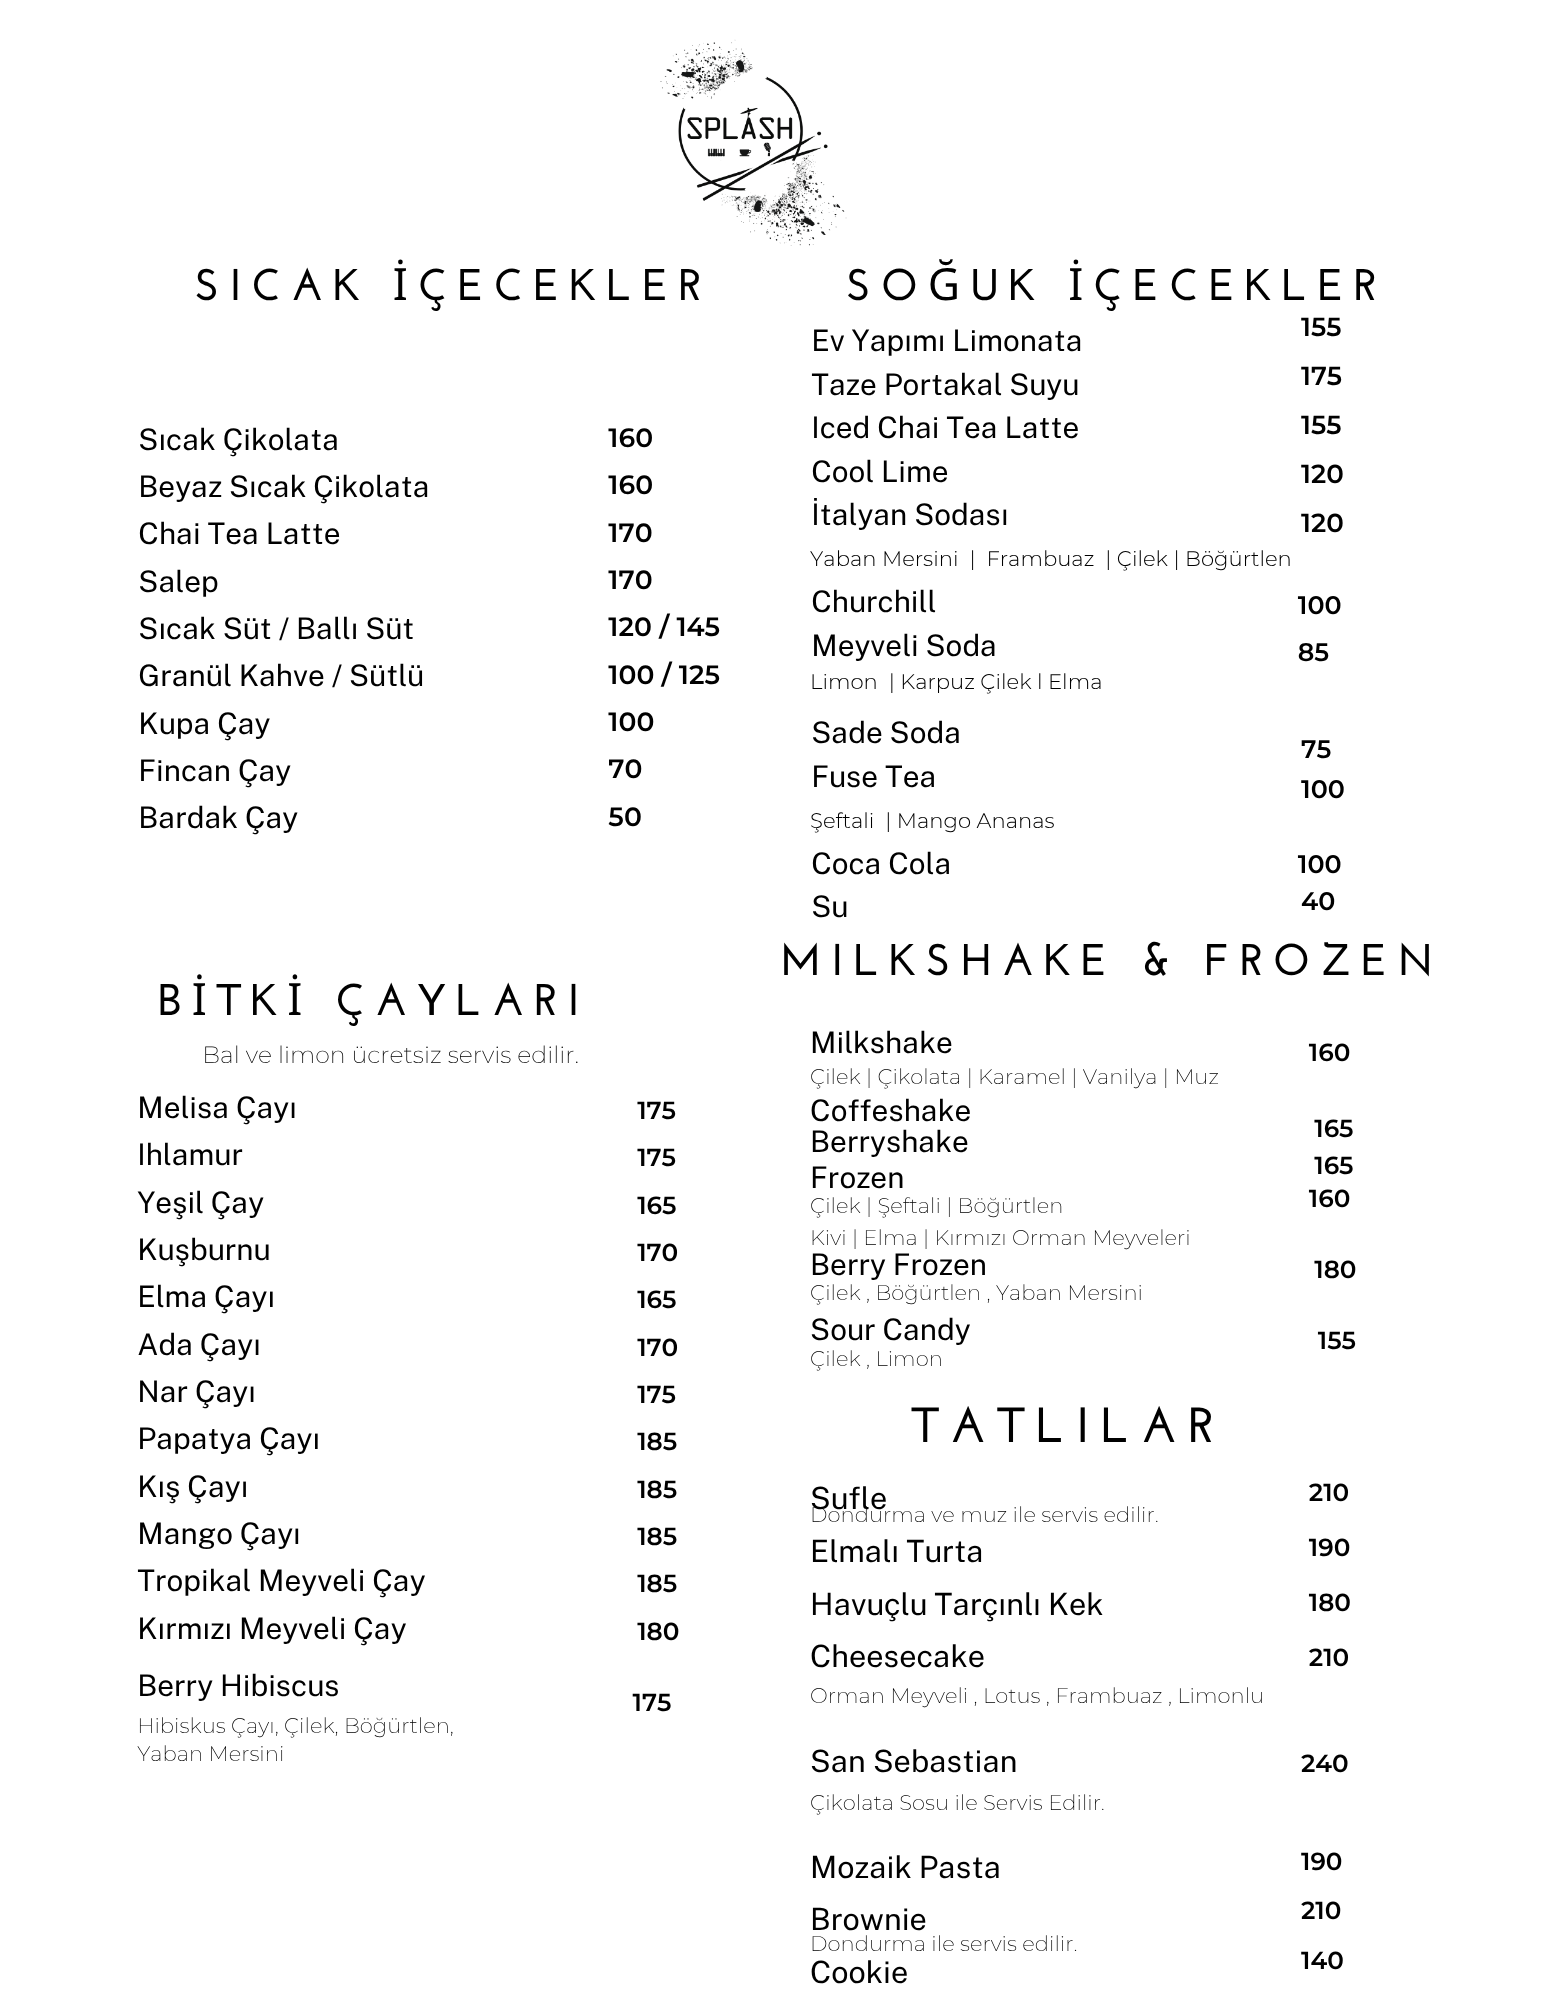 SPLASH
SICAK İÇECEKLER
Sıcak Çikolata 160
Beyaz Sıcak Çikolata 160
Chai Tea Latte 170
Salep 170
Sıcak Süt / Ballı Süt 120 / 145
Granül Kahve / Sütlü 100 / 125
Kupa Çay 100
Fincan Çay 70
Bardak Çay 50
BİTKİ ÇAYLARI
Bal ve limon ücretsiz servis edilir.
Melisa Çayı 175
Ihlamur 175
Yeşil Çay 165
Kuşburnu 170
Elma Çayı 165
Ada Çayı 170
Nar Çayı 175
Papatya Çayı 185
Kış Çayı 185
Mango Çayı 185
Tropikal Meyveli Çay 185
Kırmızı Meyveli Çay 180
Berry Hibiscus 175
Hibiskus Çayı, Çilek, Böğürtlen,
Yaban Mersini
SOĞUK İÇECEKLER
Ev Yapımı Limonata 155
Taze Portakal Suyu 175
Iced Chai Tea Latte 155
Cool Lime 120
İtalyan Sodası 120
Yaban Mersini | Frambuaz | Çilek | Böğürtlen
Churchill 100
Meyveli Soda 85
Limon | Karpuz Çilek l Elma
Sade Soda 75
Fuse Tea 100
Şeftali | Mango Ananas
Coca Cola 100
Su 40
MILKSHAKE & FROZEN
Milkshake 160
Çilek | Çikolata | Karamel | Vanilya | Muz
Coffeshake 165
Berryshake 165
Frozen 160
Çilek | Şeftali | Böğürtlen
Kivi | Elma | Kırmızı Orman Meyveleri
Berry Frozen 180
Çilek , Böğürtlen , Yaban Mersini
Sour Candy 155
Çilek , Limon
TATLILAR
Sufle 210
Dondurma ve muz ile servis edilir.
Elmalı Turta 190
Havuçlu Tarçınlı Kek 180
Cheesecake 210
Orman Meyveli , Lotus , Frambuaz , Limonlu
San Sebastian 240
Çikolata Sosu ile Servis Edilir.
Mozaik Pasta 190
Brownie 210
Dondurma ile servis edilir.
Cookie 140